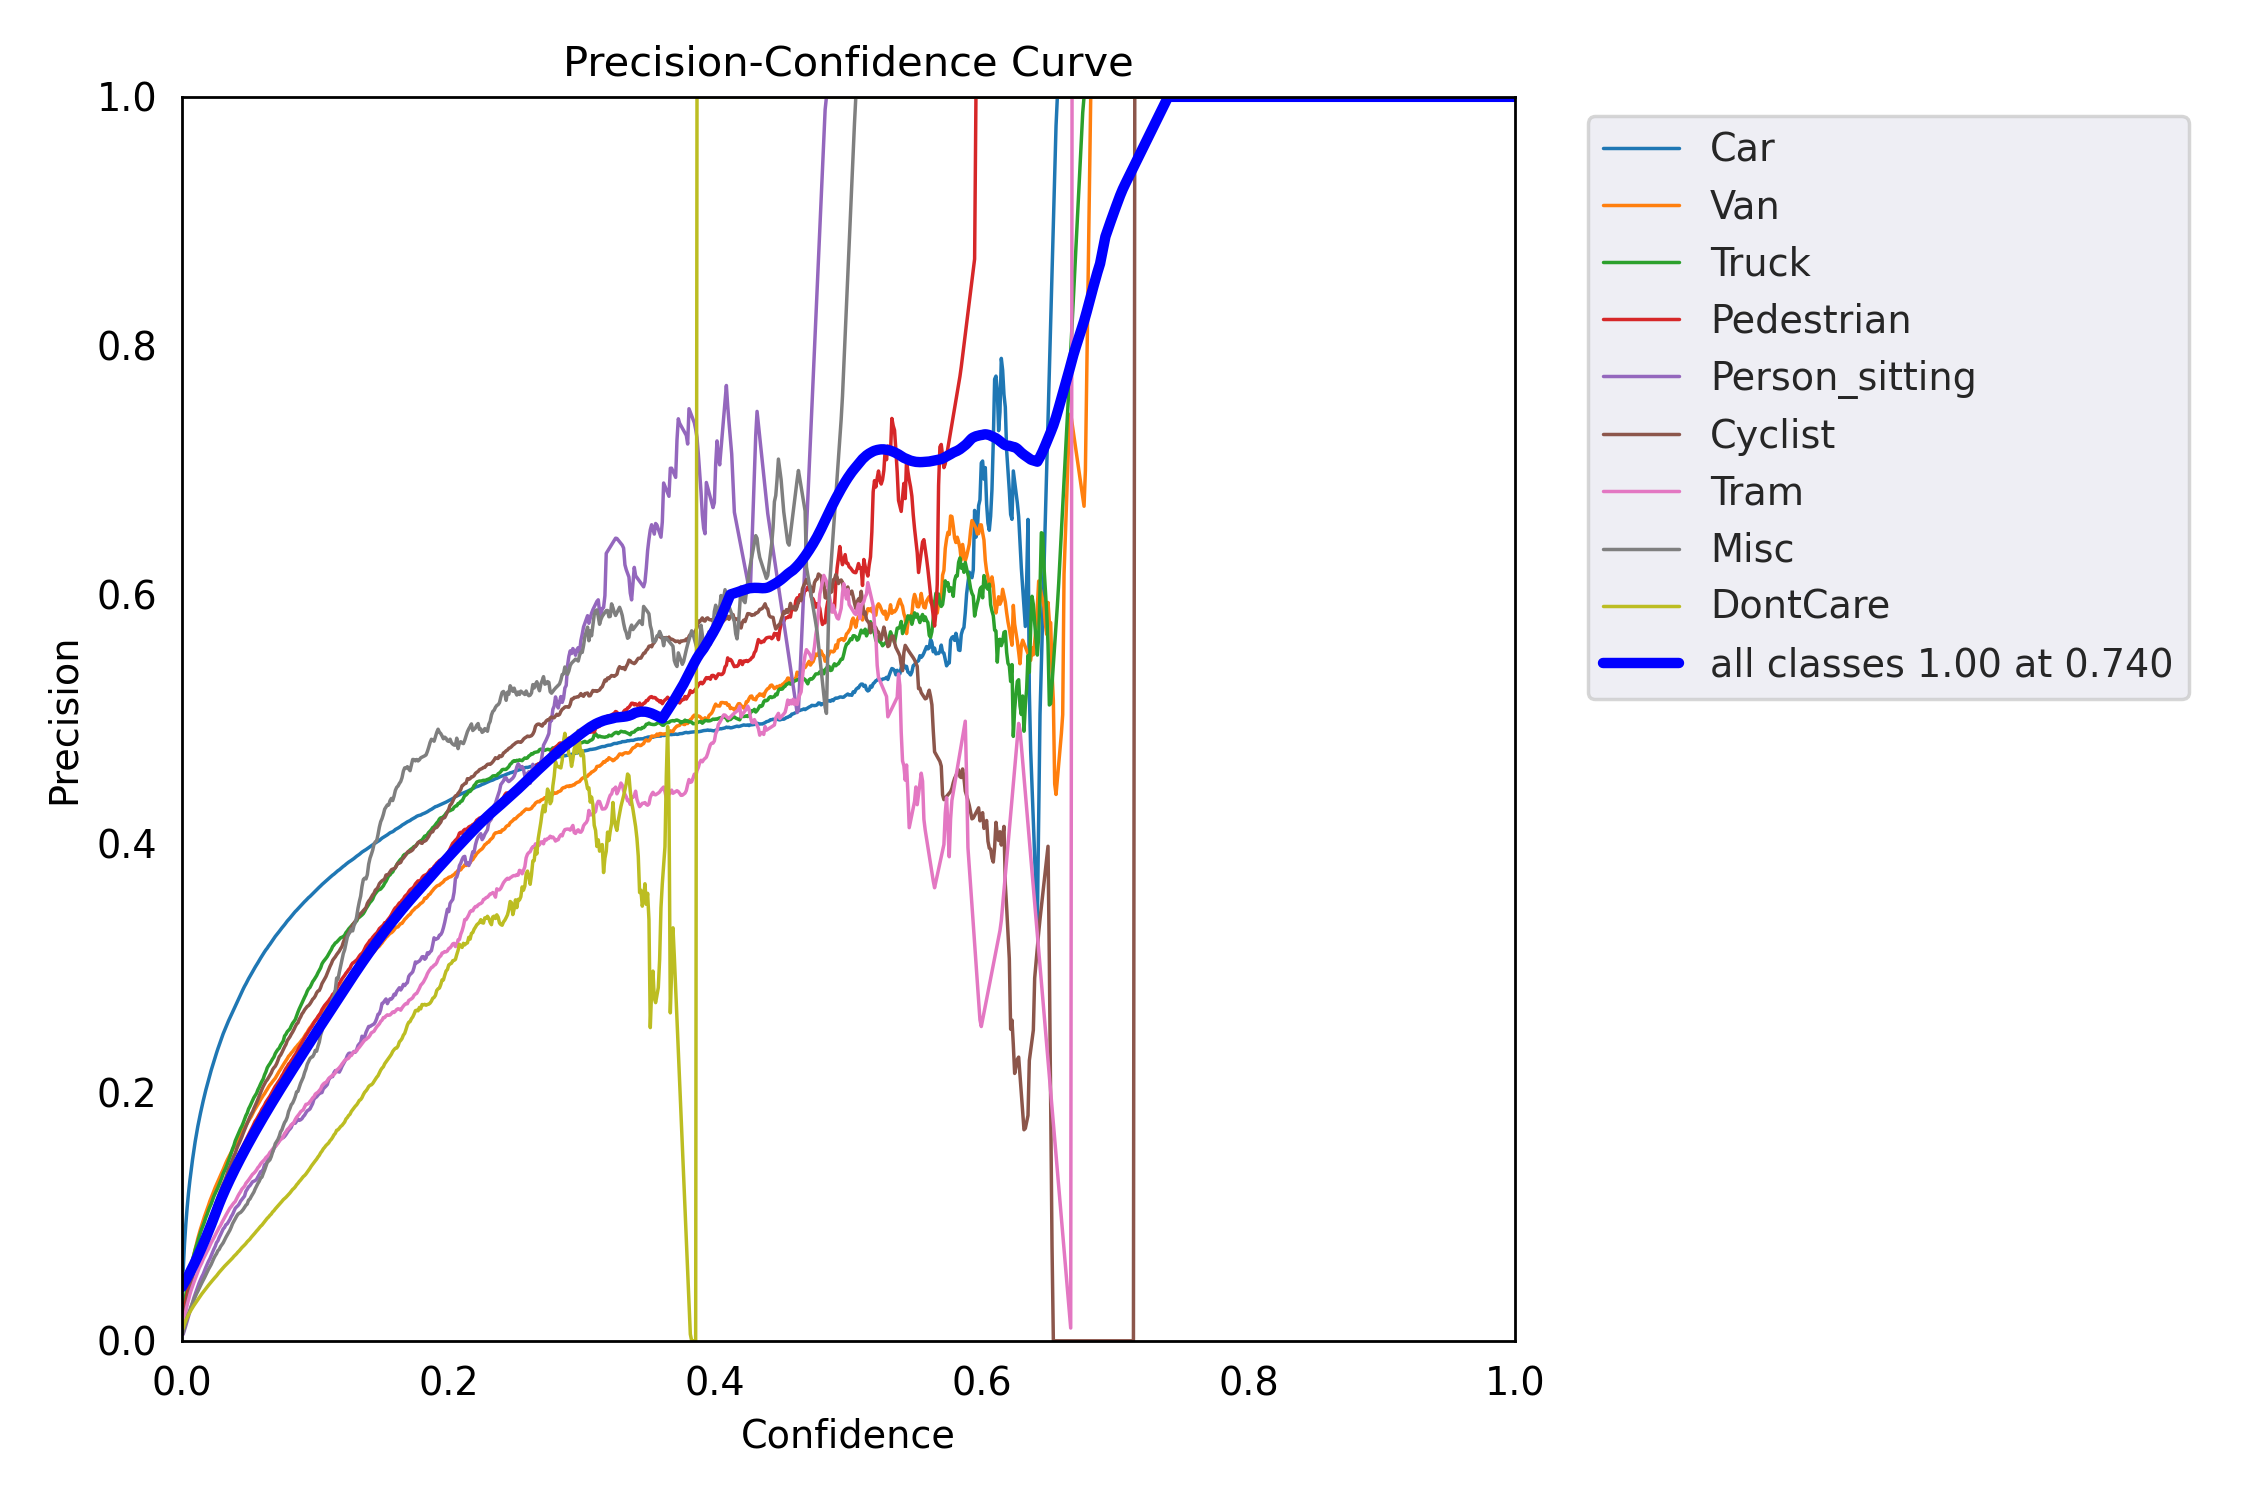 Precision-Confidence Curve
1.0
0.8
0.6
0.4
0.2
0.0
Precision
0.0 0.2 0.4 0.6 0.8 1.0
Confidence
Car
Van
Truck
Pedestrian
Person_sitting
Cyclist
Tram
Misc
DontCare
all classes 1.00 at 0.740